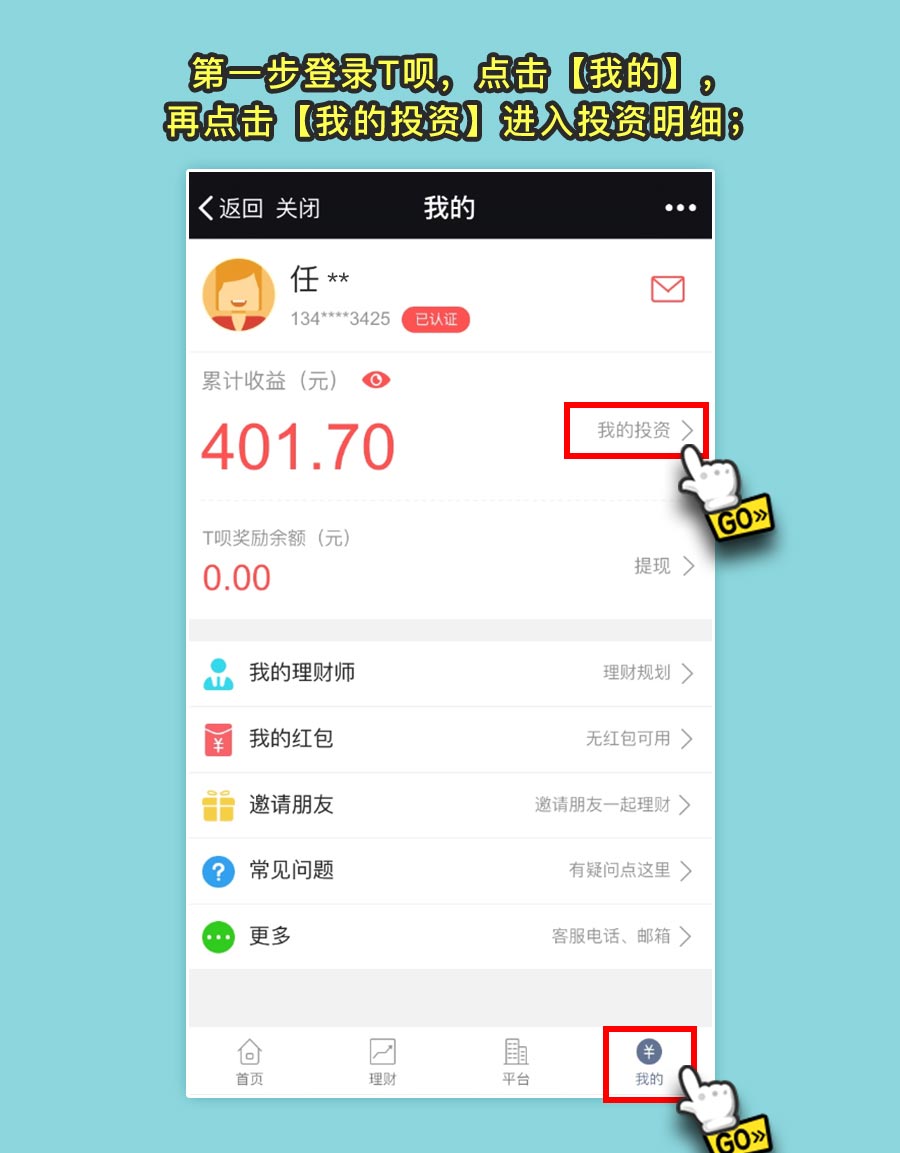 第一步登录T呗，点击【我的】，
再点击【我的投资】进入投资明细；
返回 关闭 我的
任 **
134****3425 已认证
累计收益（元）
401.70
我的投资
GO»
T呗奖励余额（元）
0.00
提现
我的理财师 理财规划
我的红包 无红包可用
邀请朋友 邀请朋友一起理财
常见问题 有疑问点这里
更多 客服电话、邮箱
首页 理财 平台 我的
GO»